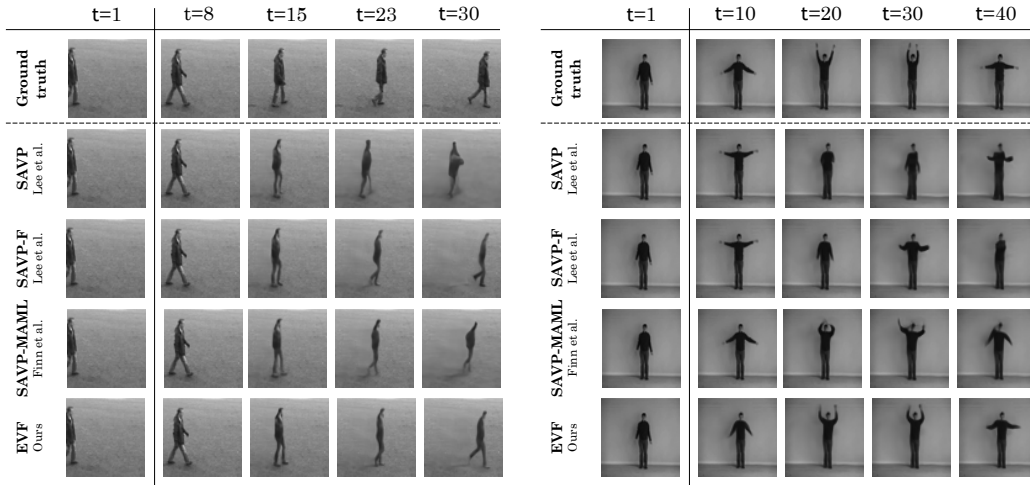 t=1 t=8 t=15 t=23 t=30
t=1 t=10 t=20 t=30 t=40
Ground
truth
SAVP
Lee et al.
SAVP-F
Lee et al.
SAVP-MAML
Finn et al.
EVF
Ours
Ground
truth
SAVP
Lee et al.
SAVP-F
Lee et al.
SAVP-MAML
Finn et al.
EVF
Ours